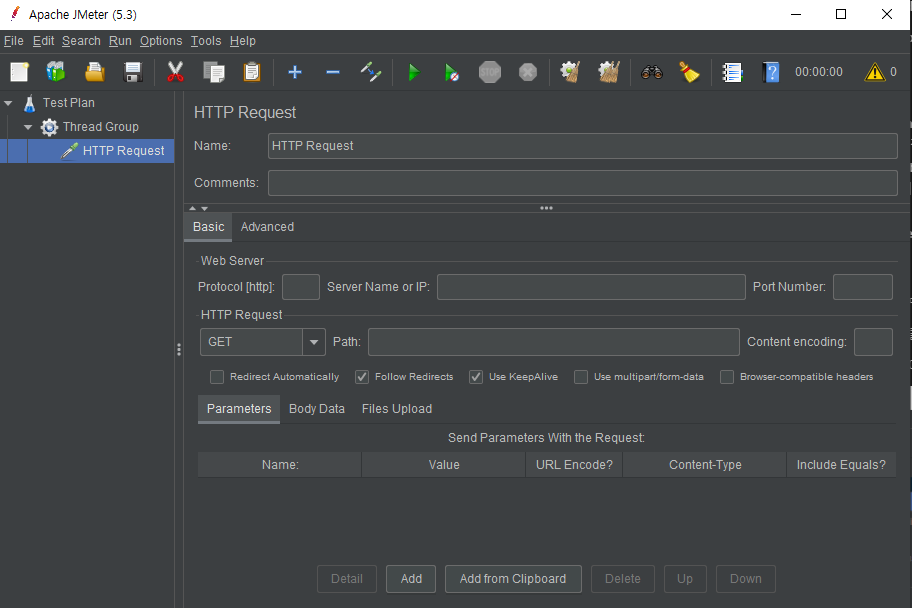 Apache JMeter (5.3)
File Edit Search Run Options Tools Help
STOP 00:00:00 0
Test Plan
Thread Group
HTTP Request
HTTP Request
Name: HTTP Request
Comments:
Basic Advanced
Web Server
Protocol [http]: Server Name or IP: Port Number:
HTTP Request
GET Path: Content encoding:
Redirect Automatically Follow Redirects Use KeepAlive Use multipart/form-data Browser-compatible headers
Parameters Body Data Files Upload
Send Parameters With the Request:
Name: Value URL Encode? Content-Type Include Equals?
Detail Add Add from Clipboard Delete Up Down